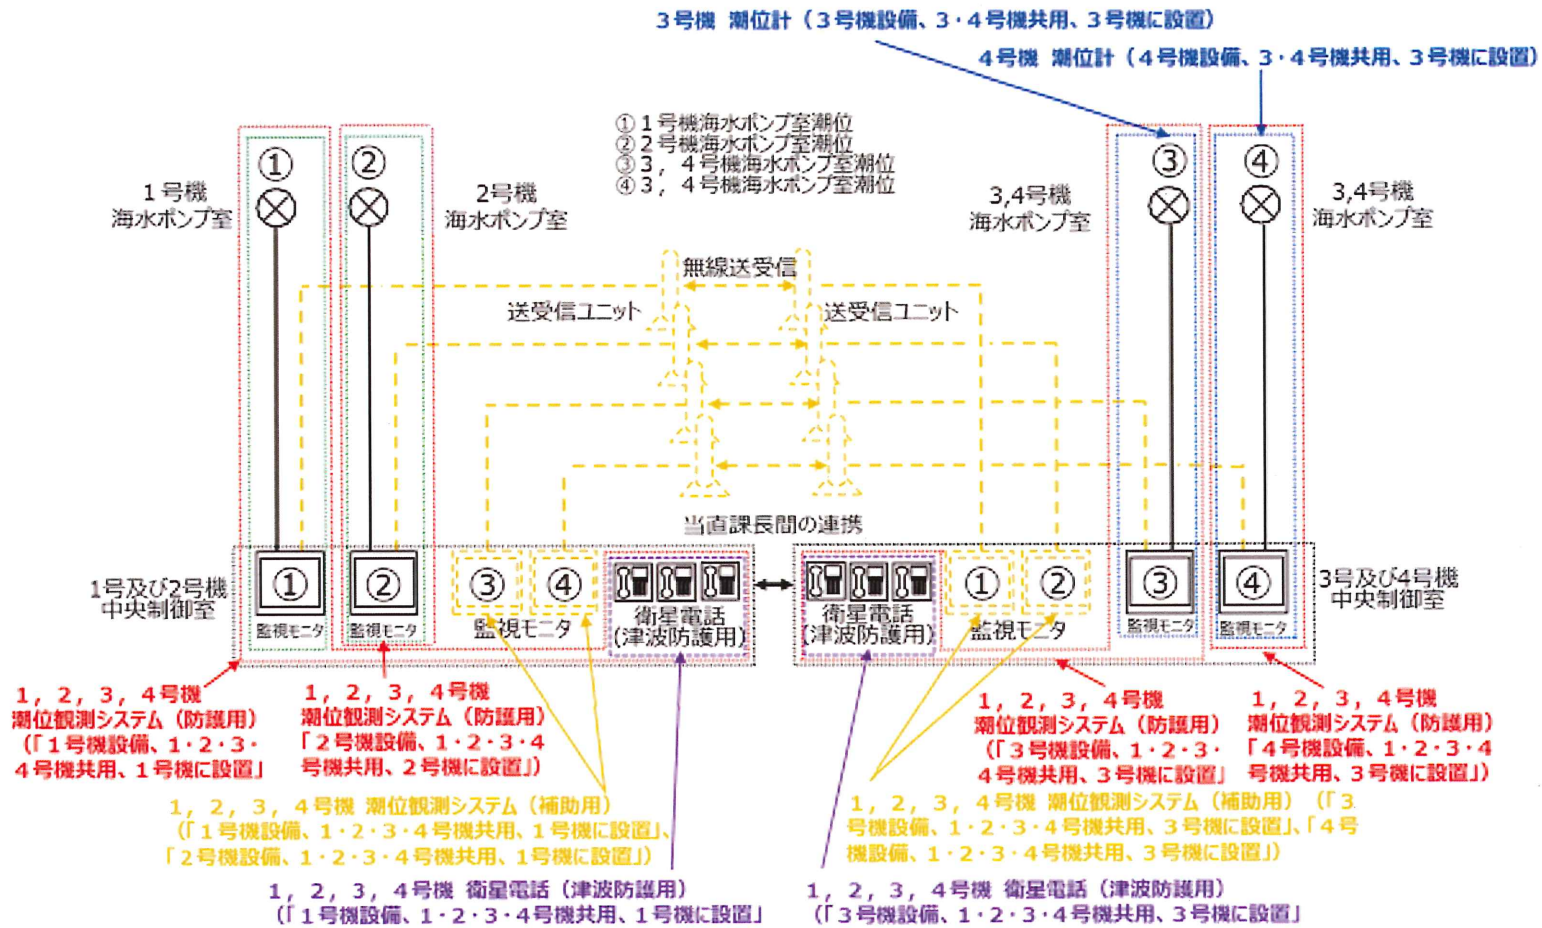 3号機 潮位計（3号機設備、3・4号機共用、3号機に設置）
4号機 潮位計（4号機設備、3・4号機共用、3号機に設置）
①1号機海水ポンプ室潮位
②2号機海水ポンプ室潮位
③3，4号機海水ポンプ室潮位
④3，4号機海水ポンプ室潮位
①
②
③
④
1号機
海水ポンプ室
2号機
海水ポンプ室
3,4号機
海水ポンプ室
3,4号機
海水ポンプ室
無線送受信
送受信ユニット
送受信ユニット
当直課長間の連携
1号及び2号機
中央制御室
①
監視モニタ
②
監視モニタ
③
④
監視モニタ
衛星電話
(津波防護用)
衛星電話
(津波防護用)
①
②
監視モニタ
③
監視モニタ
④
監視モニタ
3号及び4号機
中央制御室
1，2，3，4号機
潮位観測システム（防護用）
（「1号機設備、1・2・3・
4号機共用、1号機に設置」
1，2，3，4号機
潮位観測システム（防護用）
「2号機設備、1・2・3・4
号機共用、2号機に設置」）
1，2，3，4号機
潮位観測システム（防護用）
（「3号機設備、1・2・3・
4号機共用、3号機に設置」
1，2，3，4号機
潮位観測システム（防護用）
「4号機設備、1・2・3・4
号機共用、3号機に設置」）
1，2，3，4号機 潮位観測システム（補助用）
（「1号機設備、1・2・3・4号機共用、1号機に設置」、
「2号機設備、1・2・3・4号機共用、1号機に設置」）
1，2，3，4号機 潮位観測システム（補助用）（「3
号機設備、1・2・3・4号機共用、3号機に設置」、「4号
機設備、1・2・3・4号機共用、3号機に設置」）
1，2，3，4号機 衛星電話（津波防護用）
（「1号機設備、1・2・3・4号機共用、1号機に設置」
1，2，3，4号機 衛星電話（津波防護用）
（「3号機設備、1・2・3・4号機共用、3号機に設置」